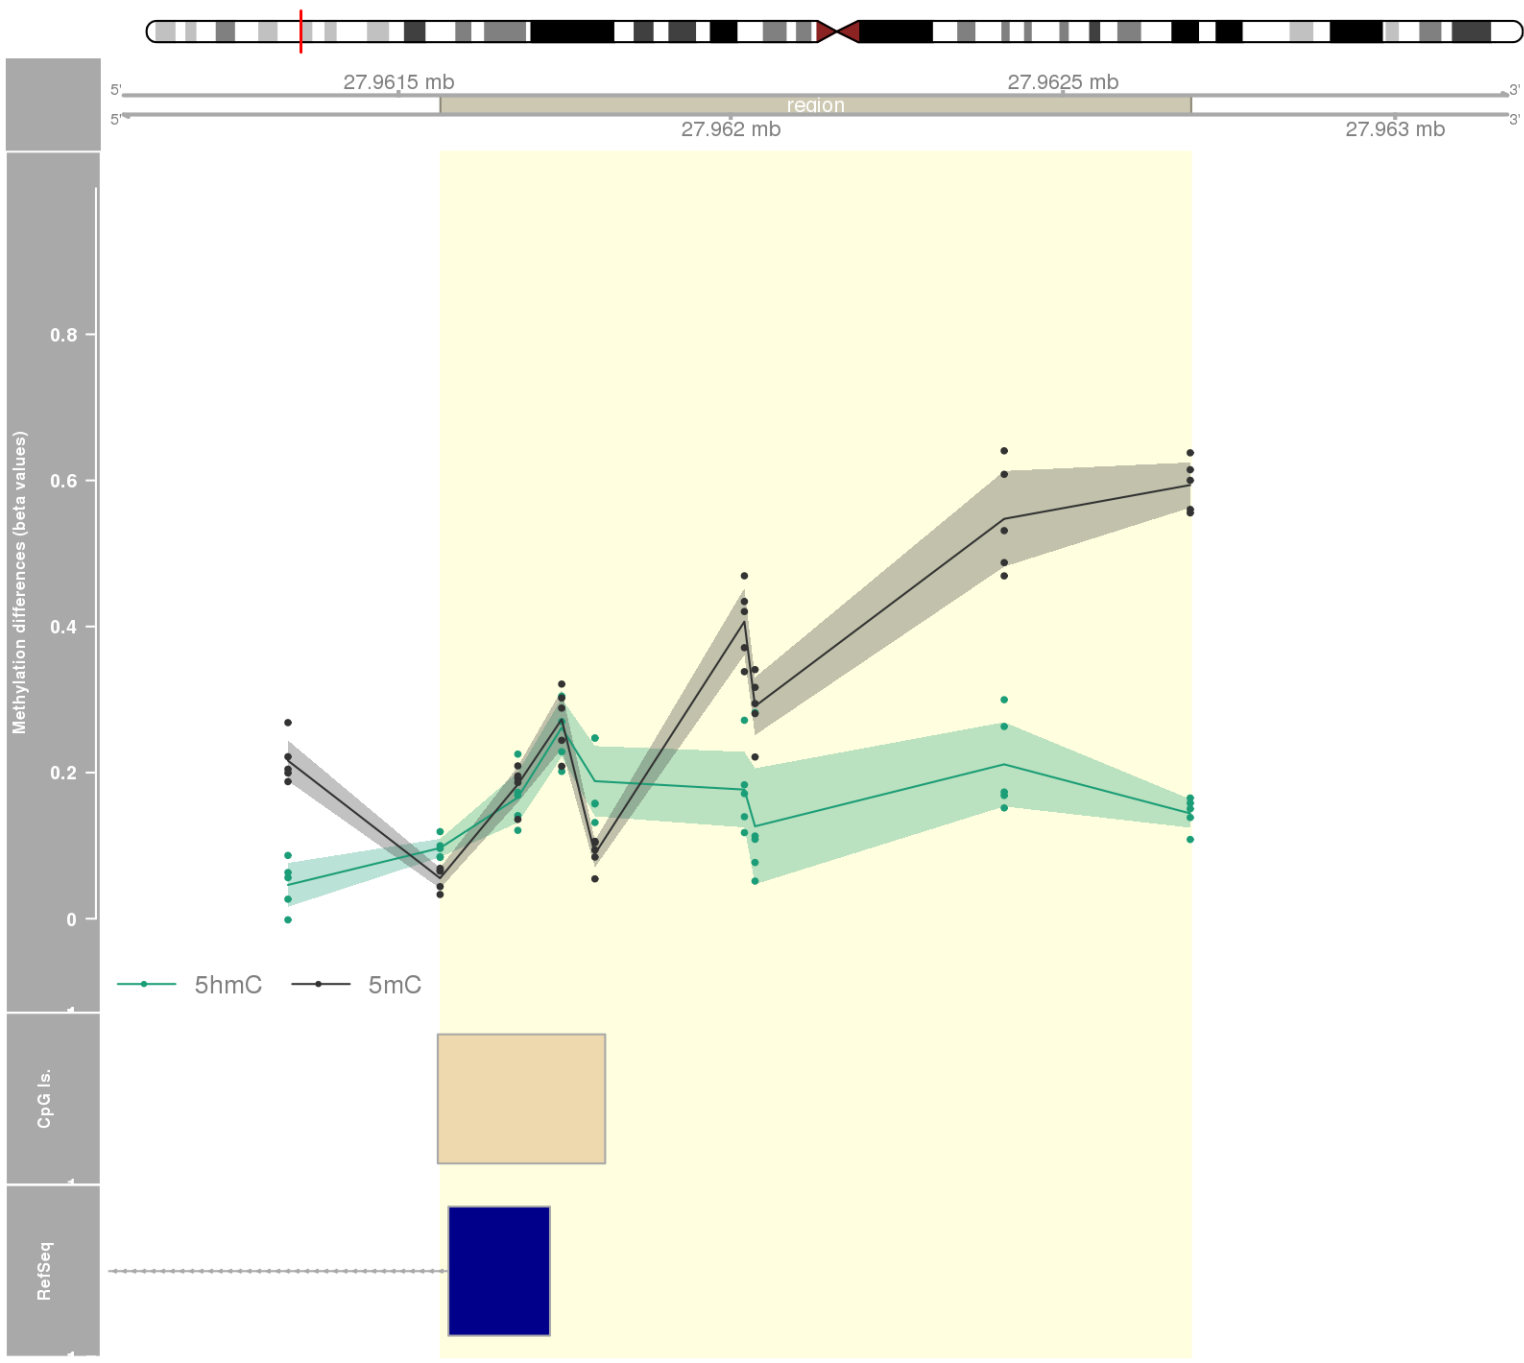 27.9615 mb
27.9625 mb
5'
3'
region
5'
3'
27.962 mb
27.963 mb
Methylation differences (beta values)
0.8
0.6
0.4
0.2
0
5hmC
5mC
CpG Is.
RefSeq